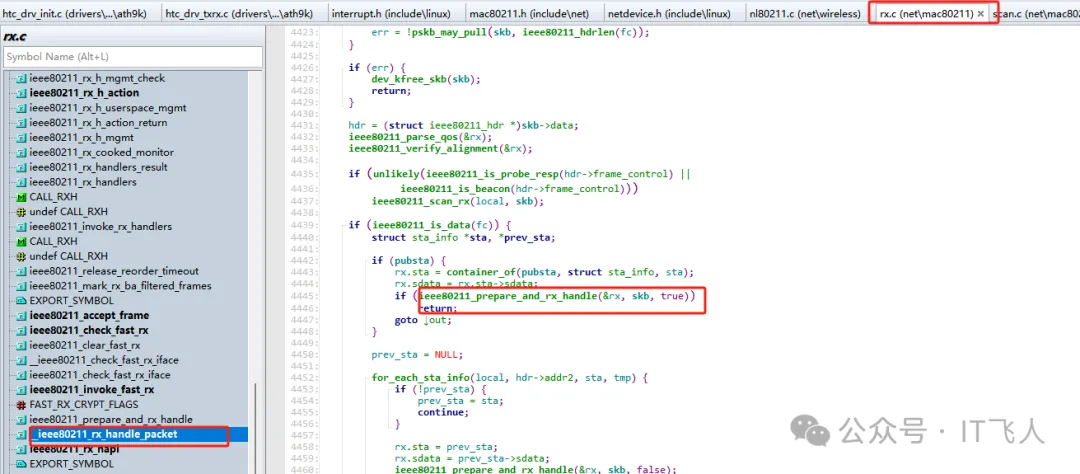 htc_drv_init.c (drivers\...\ath9k)
htc_drv_txrx.c (drivers\...\ath9k)
interrupt.h (include\linux)
mac80211.h (include\net)
netdevice.h (include\linux)
nl80211.c (net\wireless)
rx.c (net\mac80211)
scan.c (net\mac80
rx.c
Symbol Name (Alt+L)
ieee80211_rx_h_mgmt_check
ieee80211_rx_h_action
ieee80211_rx_h_userspace_mgmt
ieee80211_rx_h_action_return
ieee80211_rx_h_mgmt
ieee80211_rx_cooked_monitor
ieee80211_rx_handlers_result
ieee80211_rx_handlers
CALL_RXH
undef CALL_RXH
ieee80211_invoke_rx_handlers
CALL_RXH
undef CALL_RXH
ieee80211_release_reorder_timeout
ieee80211_mark_rx_ba_filtered_frames
EXPORT_SYMBOL
ieee80211_accept_frame
ieee80211_check_fast_rx
ieee80211_clear_fast_rx
__ieee80211_check_fast_rx_iface
ieee80211_check_fast_rx_iface
ieee80211_invoke_fast_rx
FAST_RX_CRYPT_FLAGS
ieee80211_prepare_and_rx_handle
__ieee80211_rx_handle_packet
ieee80211_rx_napi
EXPORT_SYMBOL
4423: err = !pskb_may_pull(skb, ieee80211_hdrlen(fc));
4424: }
4425:
4426: if (err) {
4427: dev_kfree_skb(skb);
4428: return;
4429: }
4430:
4431: hdr = (struct ieee80211_hdr *)skb->data;
4432: ieee80211_parse_qos(&rx);
4433: ieee80211_verify_alignment(&rx);
4434:
4435: if (unlikely(ieee80211_is_probe_resp(hdr->frame_control) ||
4436: ieee80211_is_beacon(hdr->frame_control)))
4437: ieee80211_scan_rx(local, skb);
4438:
4439: if (ieee80211_is_data(fc)) {
4440: struct sta_info *sta, *prev_sta;
4441:
4442: if (pubsta) {
4443: rx.sta = container_of(pubsta, struct sta_info, sta);
4444: rx.sdata = rx.sta->sdata;
4445: if (ieee80211_prepare_and_rx_handle(&rx, skb, true))
4446: return;
4447: goto ↓out;
4448: }
4449:
4450: prev_sta = NULL;
4451:
4452: for_each_sta_info(local, hdr->addr2, sta, tmp) {
4453: if (!prev_sta) {
4454: prev_sta = sta;
4455: continue;
4456: }
4457:
4458: rx.sta = prev_sta;
4459: rx.sdata = prev_sta->sdata;
4460: ieee80211_prepare_and_rx_handle(&rx, skb, false);
公众号 · IT飞人